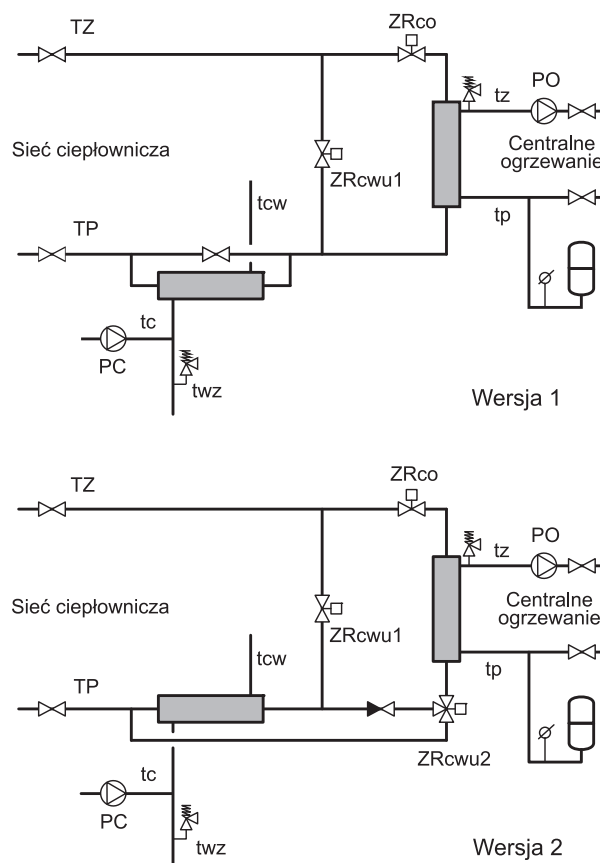 TZ
ZRco
tz
PO
Sieć ciepłownicza
Centralne
ogrzewanie
ZRcwu1
tcw
tp
TP
tc
PC
twz
Wersja 1
TZ
ZRco
tz
PO
Sieć ciepłownicza
Centralne
ogrzewanie
ZRcwu1
tcw
tp
TP
ZRcwu2
tc
PC
twz
Wersja 2